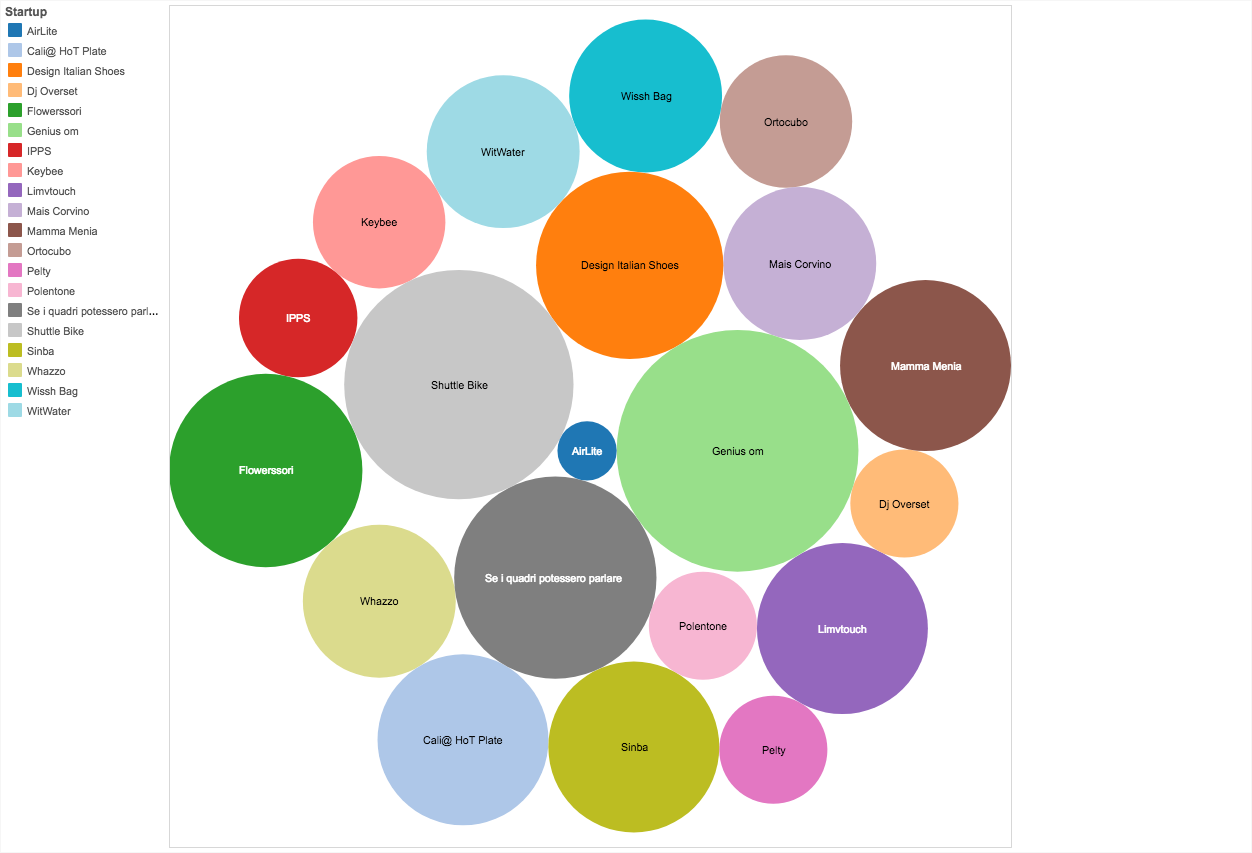 Startup
AirLite
Cali@ HoT Plate
Design Italian Shoes
Dj Overset
Flowerssori
Genius om
IPPS
Keybee
Limvtouch
Mais Corvino
Mamma Menia
Ortocubo
Pelty
Polentone
Se i quadri potessero parl...
Shuttle Bike
Sinba
Whazzo
Wissh Bag
WitWater
Wissh Bag
Ortocubo
WitWater
Keybee
Design Italian Shoes
Mais Corvino
IPPS
Mamma Menia
Shuttle Bike
AirLite
Genius om
Flowerssori
Dj Overset
Se i quadri potessero parlare
Whazzo
Polentone
Limvtouch
Cali@ HoT Plate
Sinba
Pelty